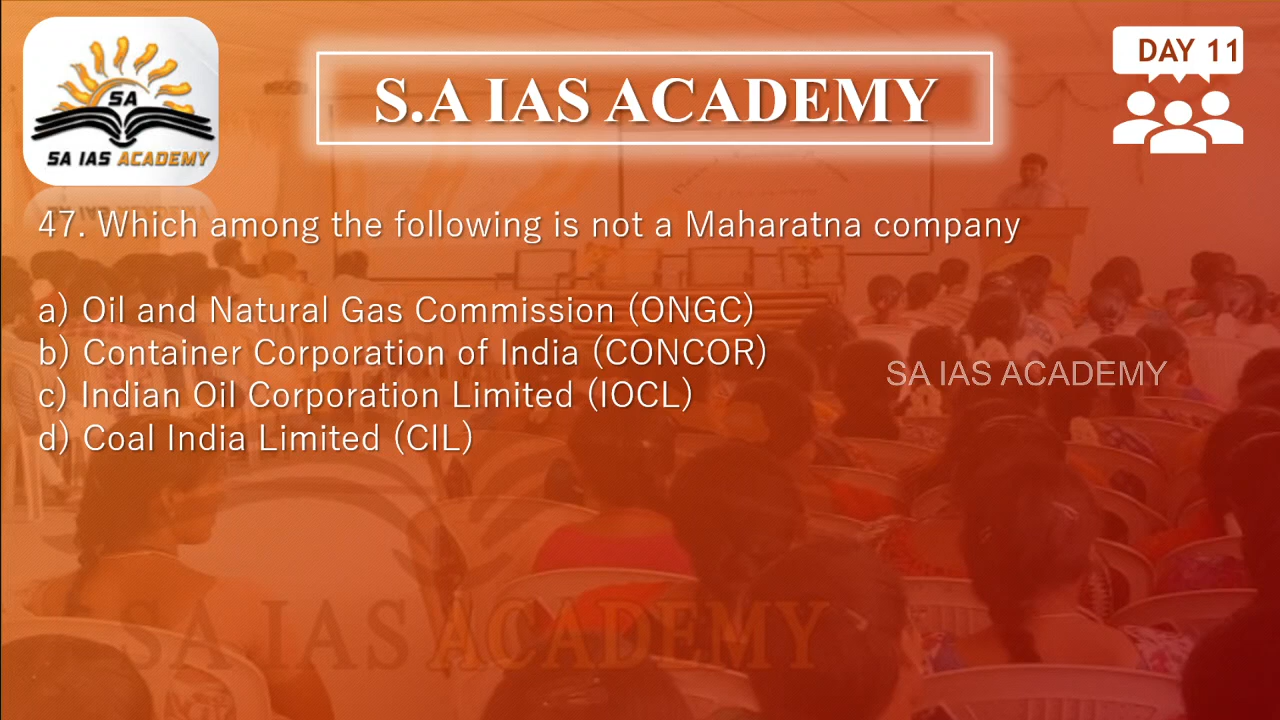 SA
SA IAS ACADEMY
S.A IAS ACADEMY
DAY 11
47. Which among the following is not a Maharatna company
a) Oil and Natural Gas Commission (ONGC)
b) Container Corporation of India (CONCOR)
c) Indian Oil Corporation Limited (IOCL)
d) Coal India Limited (CIL)
SA IAS ACADEMY
SA IAS ACADEMY